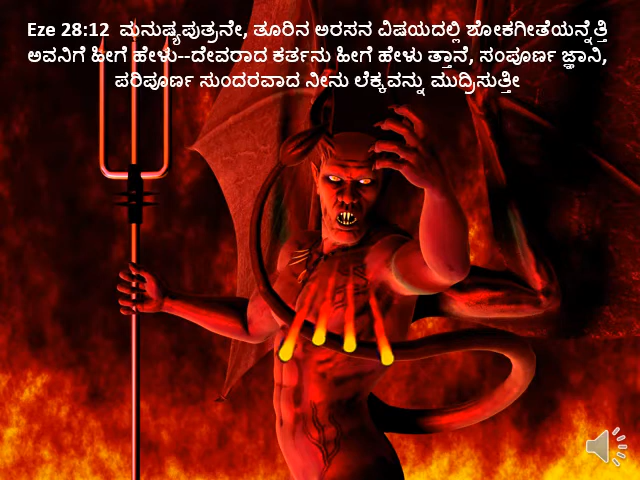 Eze 28:12  ಮನುಷ್ಯಪುತ್ರನೇ, ತೂರಿನ ಅರಸನ ವಿಷಯದಲ್ಲಿ ಶೋಕಗೀತೆಯನ್ನೆತ್ತಿ
ಅವನಿಗೆ ಹೀಗೆ ಹೇಳು--ದೇವರಾದ ಕರ್ತನು ಹೀಗೆ ಹೇಳು ತ್ತಾನೆ, ಸಂಪೂರ್ಣ ಜ್ಞಾನಿ,
ಪರಿಪೂರ್ಣ ಸುಂದರವಾದ ನೀನು ಲೆಕ್ಕವನ್ನು ಮುದ್ರಿಸುತ್ತೀ